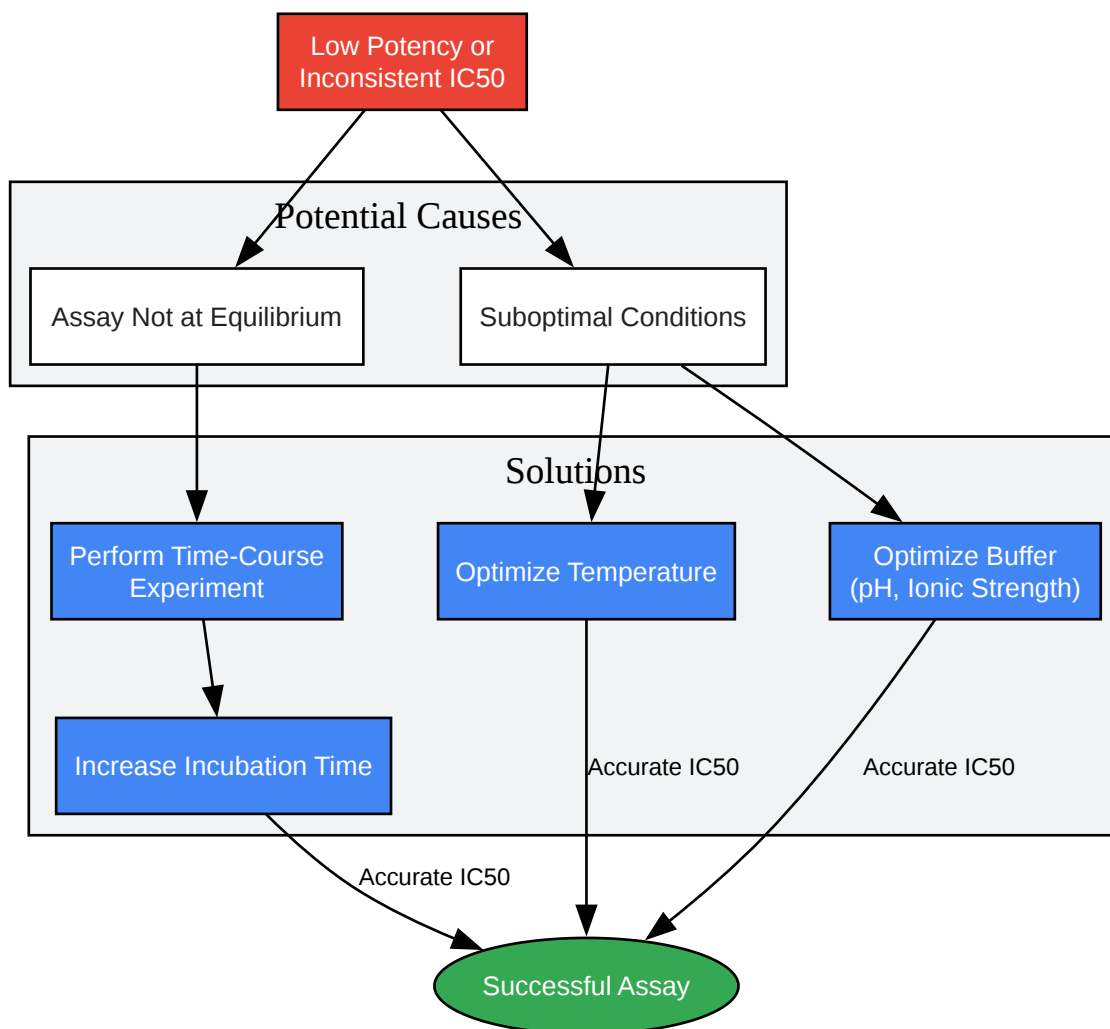 Low Potency or
Inconsistent IC50
Potential Causes
Assay Not at Equilibrium
Suboptimal Conditions
Solutions
Perform Time-Course
Experiment
Optimize Temperature
Optimize Buffer
(pH, Ionic Strength)
Increase Incubation Time
Accurate IC50
Accurate IC50
Accurate IC50
Successful Assay